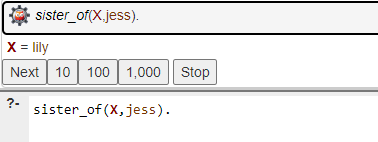 sister_of(X,jess).
X = lily
Next 10 100 1,000 Stop
?- sister_of(X,jess).